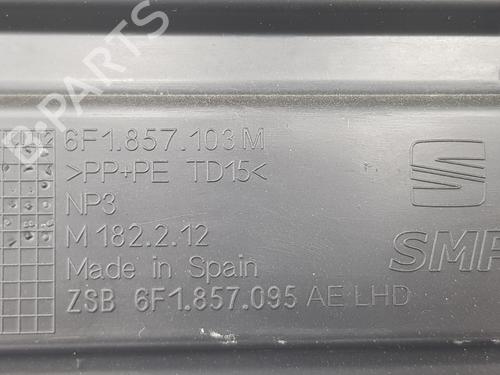 6F1.857.103 M
>PP+PE TD15<
NP3
M 182.2.12
Made in Spain
ZSB 6F1.857.095 AE LHD
SMP
B-PARTS